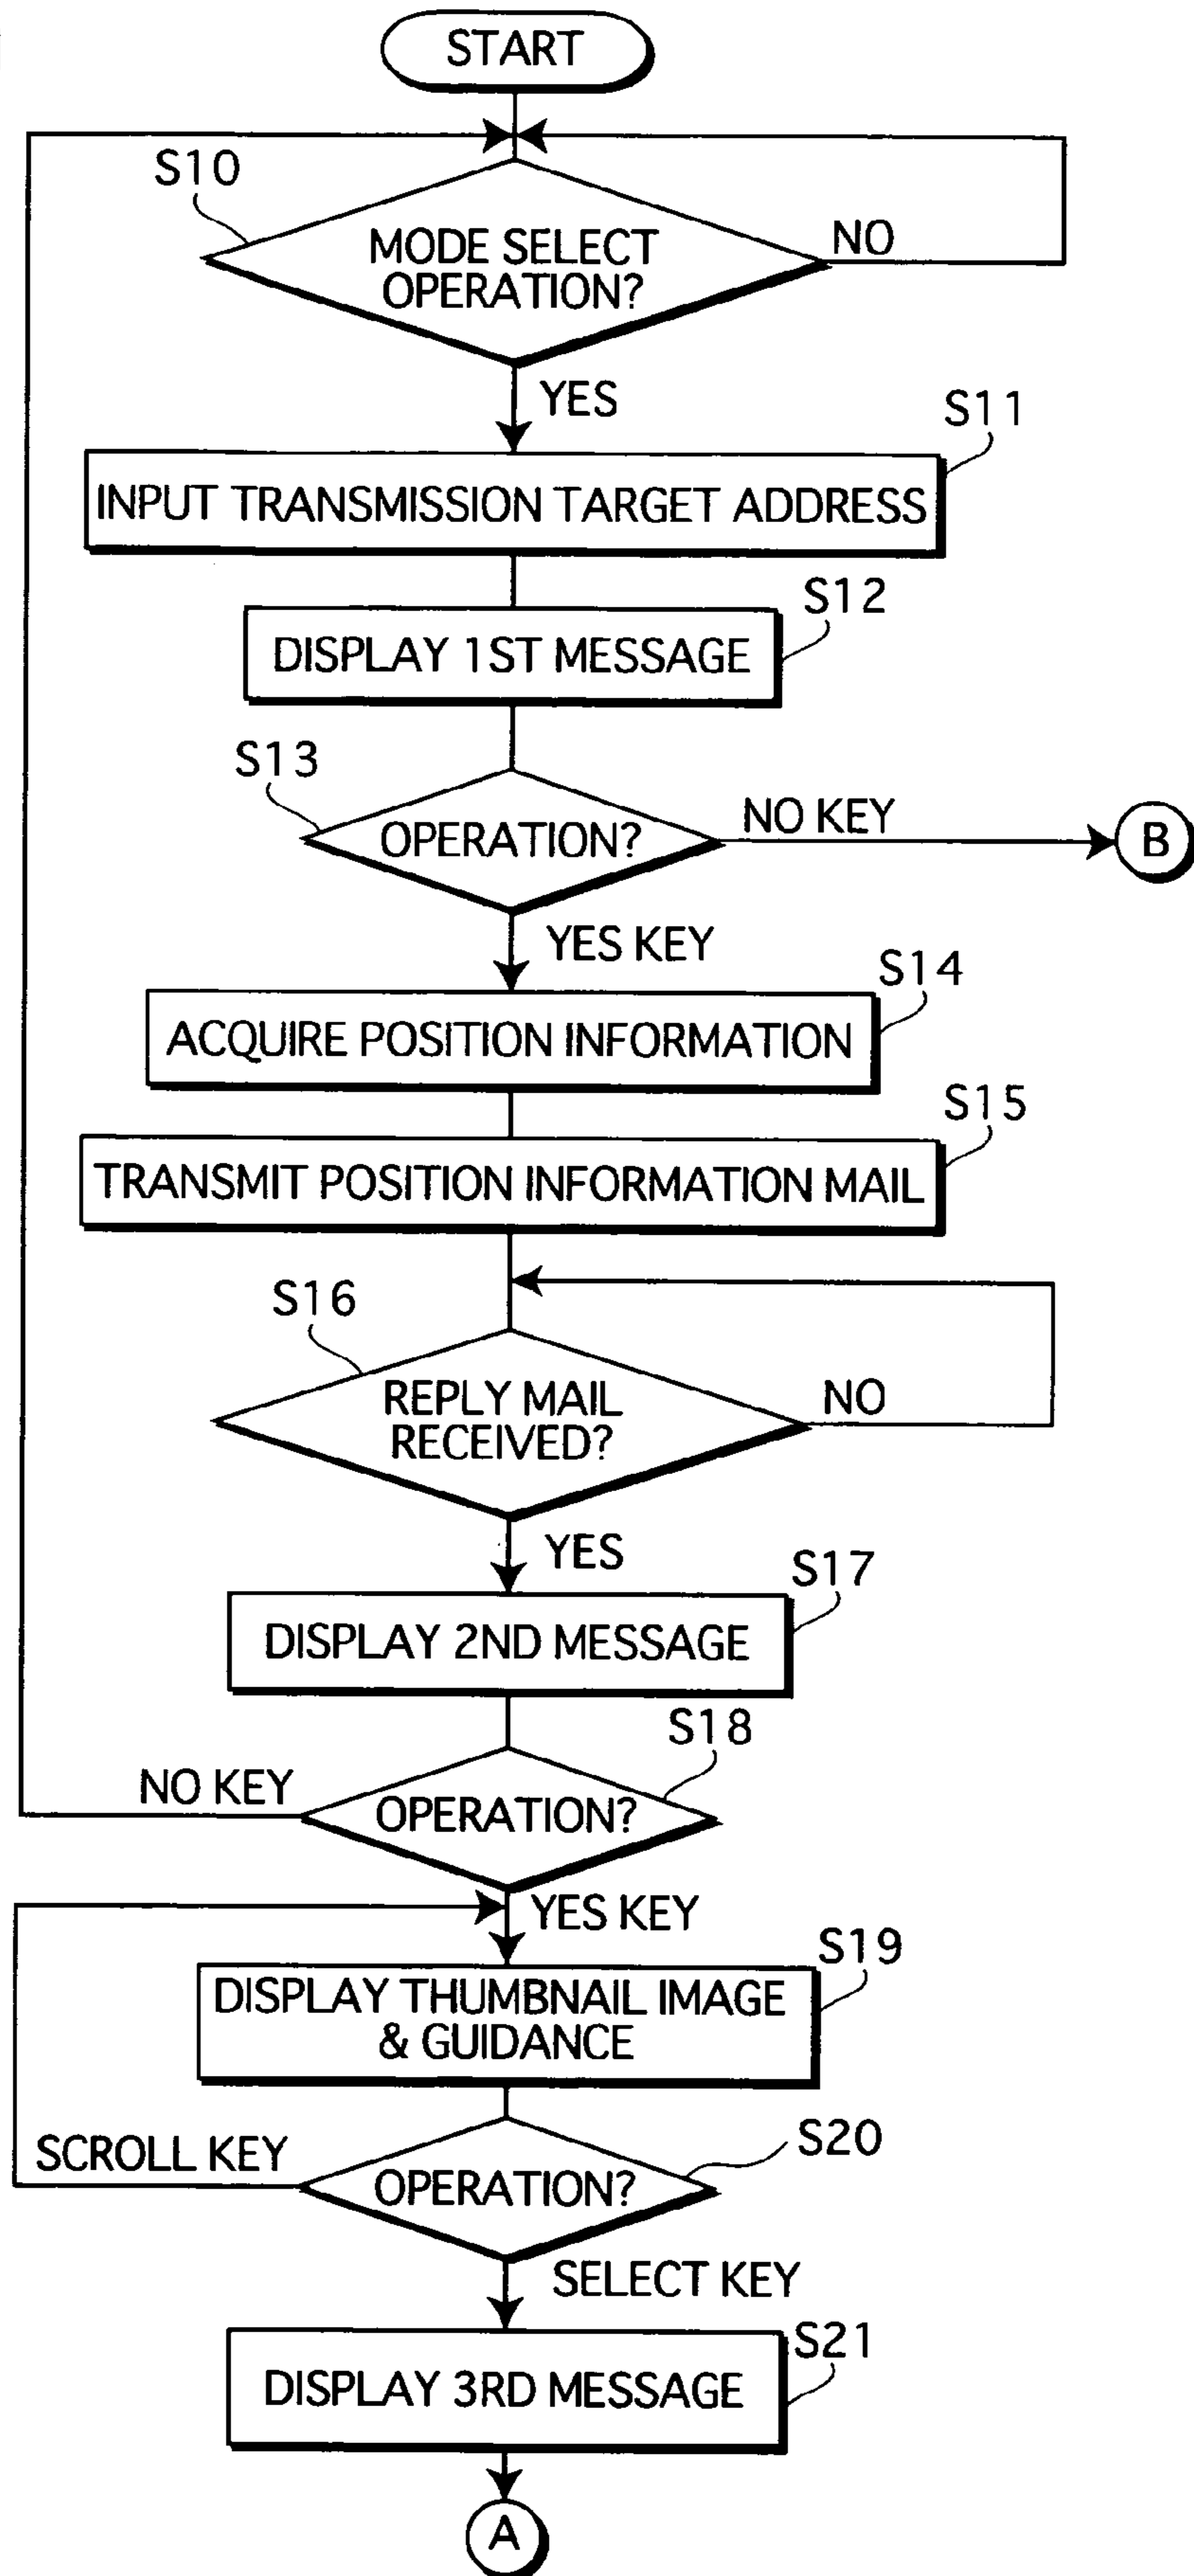 START
S10
MODE SELECT
OPERATION?
NO
YES
S11
INPUT TRANSMISSION TARGET ADDRESS
S12
DISPLAY 1ST MESSAGE
S13
OPERATION?
NO KEY
B
YES KEY
S14
ACQUIRE POSITION INFORMATION
S15
TRANSMIT POSITION INFORMATION MAIL
S16
REPLY MAIL
RECEIVED?
NO
YES
S17
DISPLAY 2ND MESSAGE
S18
NO KEY
OPERATION?
YES KEY
S19
DISPLAY THUMBNAIL IMAGE
& GUIDANCE
SCROLL KEY
S20
OPERATION?
SELECT KEY
S21
DISPLAY 3RD MESSAGE
A